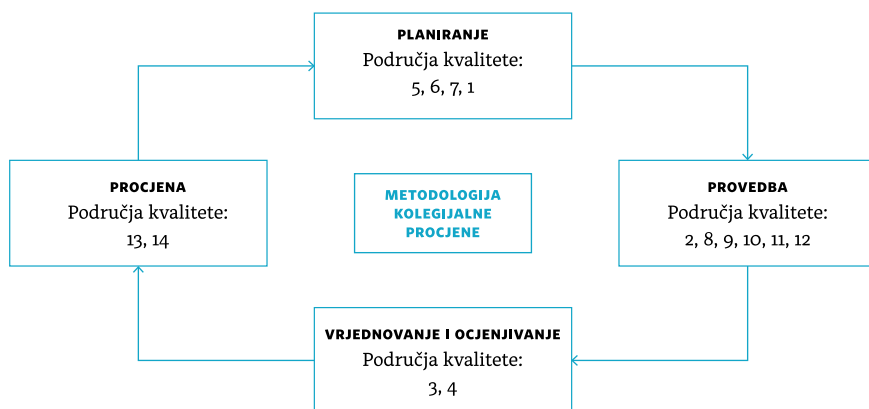 PLANIRANJE
Područja kvalitete:
5, 6, 7, 1
PROCJENA
Područja kvalitete:
13, 14
METODOLOGIJA
KOLEGIJALNE
PROCJENE
PROVEDBA
Područja kvalitete:
2, 8, 9, 10, 11, 12
VRJEDNOVANJE I OCJENJIVANJE
Područja kvalitete:
3, 4